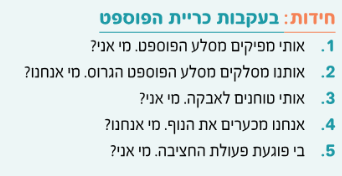 חידות: בעקבות כריית הפוספט
1. אותי מפיקים מסלע הפוספט. מי אני?
2. אותנו מסלקים מסלע הפוספט הגרוס. מי אנחנו?
3. אותי טוחנים לאבקה. מי אני?
4. אנחנו מכערים את הנוף. מי אנחנו?
5. בי פוגעת פעולת החציבה. מי אני?